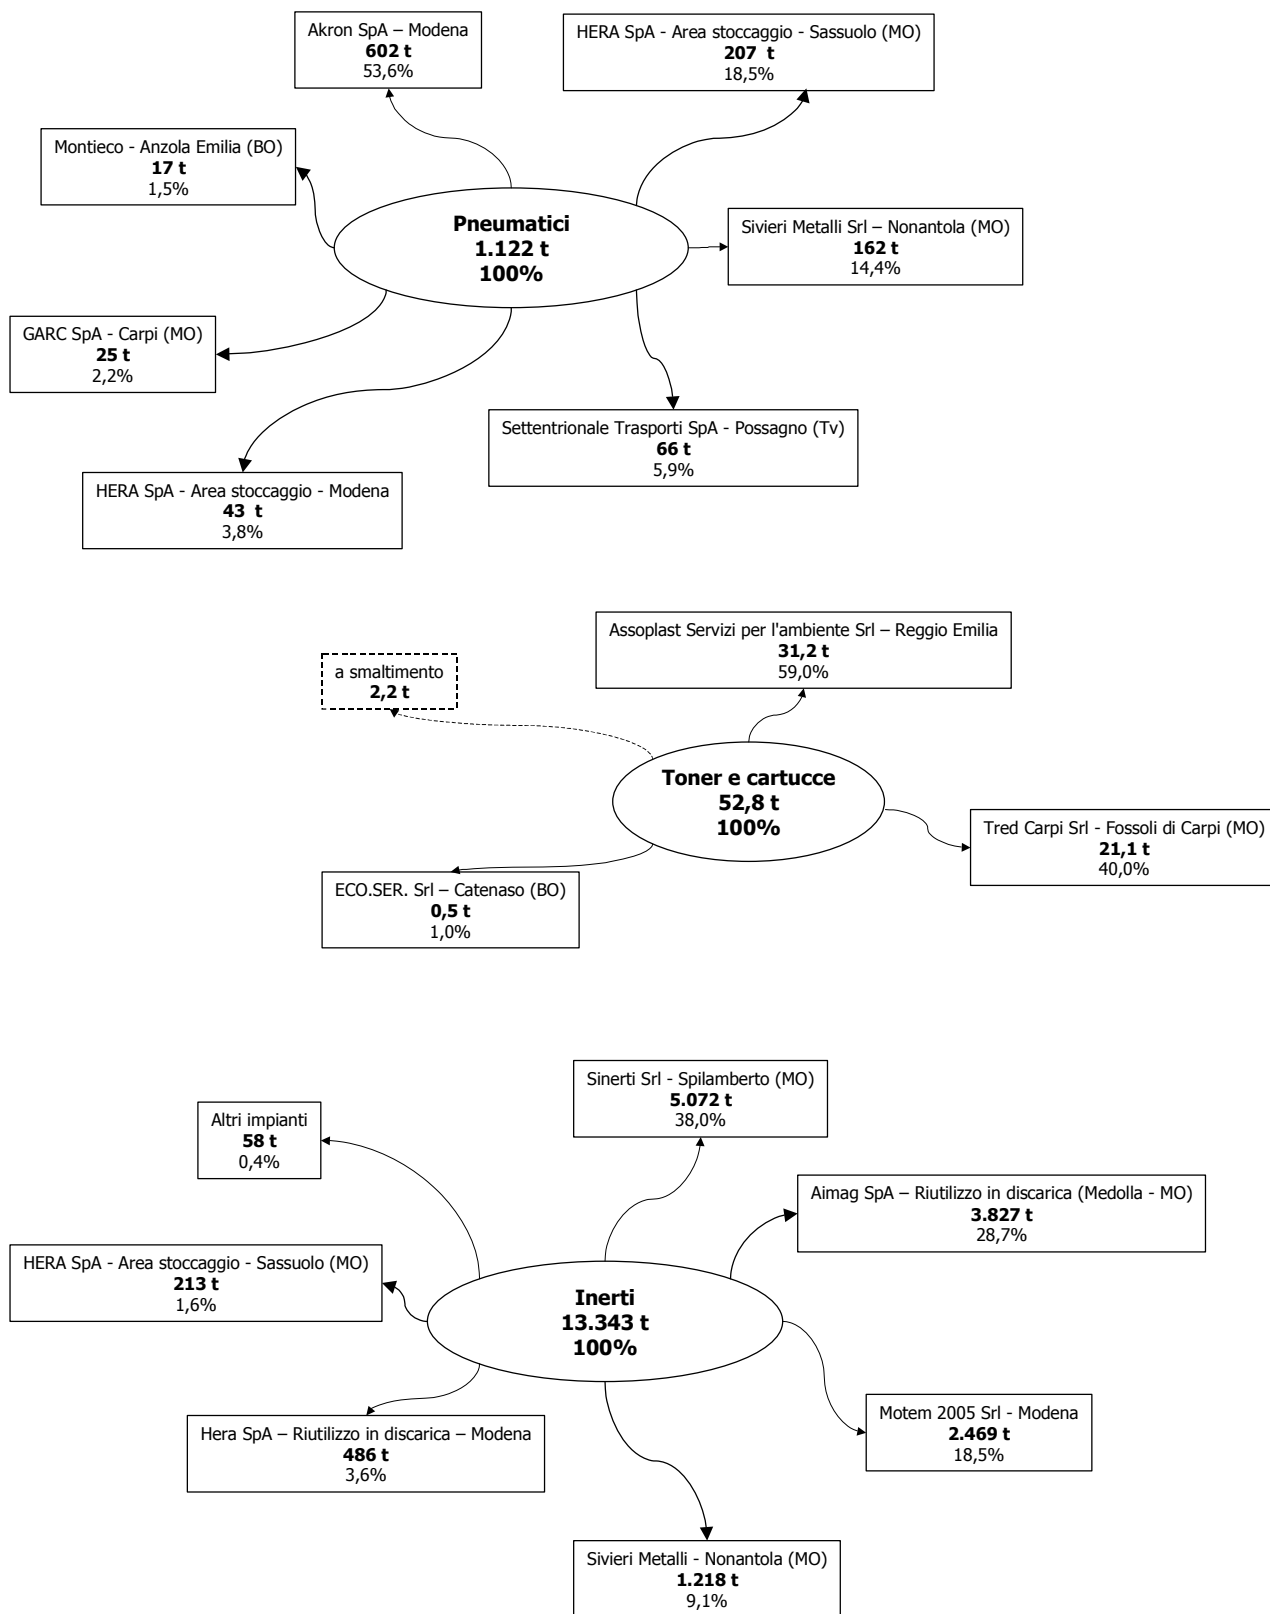 Akron SpA – Modena
602 t
53,6%
HERA SpA - Area stoccaggio - Sassuolo (MO)
207 t
18,5%
Montieco - Anzola Emilia (BO)
17 t
1,5%
Pneumatici
1.122 t
100%
Sivieri Metalli Srl – Nonantola (MO)
162 t
14,4%
GARC SpA - Carpi (MO)
25 t
2,2%
Settentrionale Trasporti SpA - Possagno (Tv)
66 t
5,9%
HERA SpA - Area stoccaggio - Modena
43 t
3,8%
Assoplast Servizi per l'ambiente Srl – Reggio Emilia
31,2 t
59,0%
a smaltimento
2,2 t
Toner e cartucce
52,8 t
100%
Tred Carpi Srl - Fossoli di Carpi (MO)
21,1 t
40,0%
ECO.SER. Srl – Catenaso (BO)
0,5 t
1,0%
Sinerti Srl - Spilamberto (MO)
5.072 t
38,0%
Altri impianti
58 t
0,4%
Aimag SpA – Riutilizzo in discarica (Medolla - MO)
3.827 t
28,7%
HERA SpA - Area stoccaggio - Sassuolo (MO)
213 t
1,6%
Inerti
13.343 t
100%
Motem 2005 Srl - Modena
2.469 t
18,5%
Hera SpA – Riutilizzo in discarica – Modena
486 t
3,6%
Sivieri Metalli - Nonantola (MO)
1.218 t
9,1%